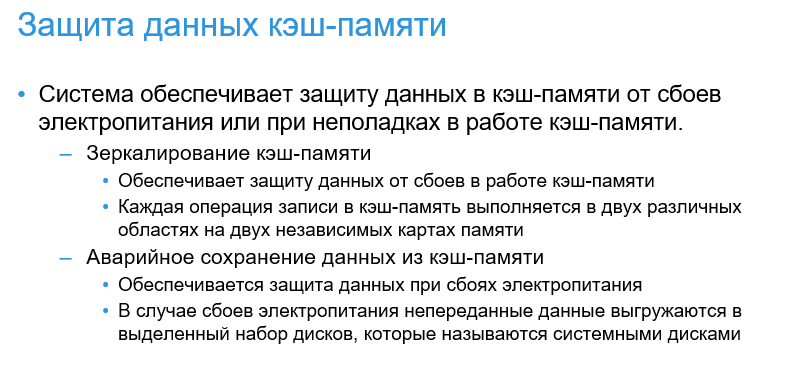 Защита данных кэш-памяти
• Система обеспечивает защиту данных в кэш-памяти от сбоев
электропитания или при неполадках в работе кэш-памяти.
– Зеркалирование кэш-памяти
• Обеспечивает защиту данных от сбоев в работе кэш-памяти
• Каждая операция записи в кэш-память выполняется в двух различных
областях на двух независимых картах памяти
– Аварийное сохранение данных из кэш-памяти
• Обеспечивается защита данных при сбоях электропитания
• В случае сбоев электропитания непереданные данные выгружаются в
выделенный набор дисков, которые называются системными дисками